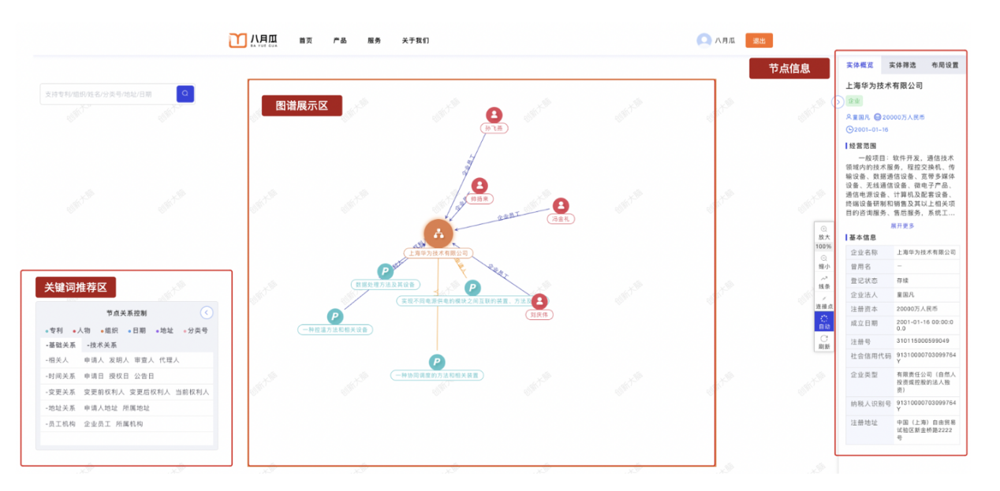 八月瓜
BA YUE GUA
首页 产品 服务 关于我们
八月瓜 退出
节点信息
支持专利/组织/姓名/分类号/地址/日期
图谱展示区
孙飞燕
企业员工
帅扬来
企业员工
冯金礼
上海华为技术有限公司
企业员工
数据处理方法及其设备
实现不同电源供电的模块之间互联的装置、方法及
刘庆伟
一种控温方法和相关设备
一种协同调度的方法和相关装置
关键词推荐区
节点关系控制
专利 人物 组织 日期 地址 分类号
-基础关系 -技术关系
-相关人 申请人 发明人 审查人 代理人
-时间关系 申请日 授权日 公告日
-变更关系 变更前权利人 变更后权利人 当前权利人
-地址关系 申请人地址 所属地址
-员工机构 企业员工 所属机构
放大
100%
缩小
线条
连接点
自动
刷新
实体概览 实体筛选 布局设置
上海华为技术有限公司
企业
童国凡 20000万人民币
2001-01-16
经营范围
一般项目：软件开发，通信技术
领域内的技术服务，程控交换机、传
输设备、数据通信设备、宽带多媒体
设备、无线通信设备、微电子产品、
通信电源设备、计算机及配套设备、
终端设备研制和销售及其以上相关项
目的咨询服务、售后服务，系统工...
展开更多
基本信息
企业名称 上海华为技术有限公司
曾用名 —
登记状态 存续
企业法人 童国凡
注册资本 20000万人民币
成立日期 2001-01-16 00:00:0
0.0
注册号 310115000599049
社会信用代码 91310000703099764
Y
企业类型 有限责任公司（自然人
投资或控股的法人独
资）
纳税人识别号 91310000703099764
Y
注册地址 中国（上海）自由贸易
试验区新金桥路2222
号
创新大脑